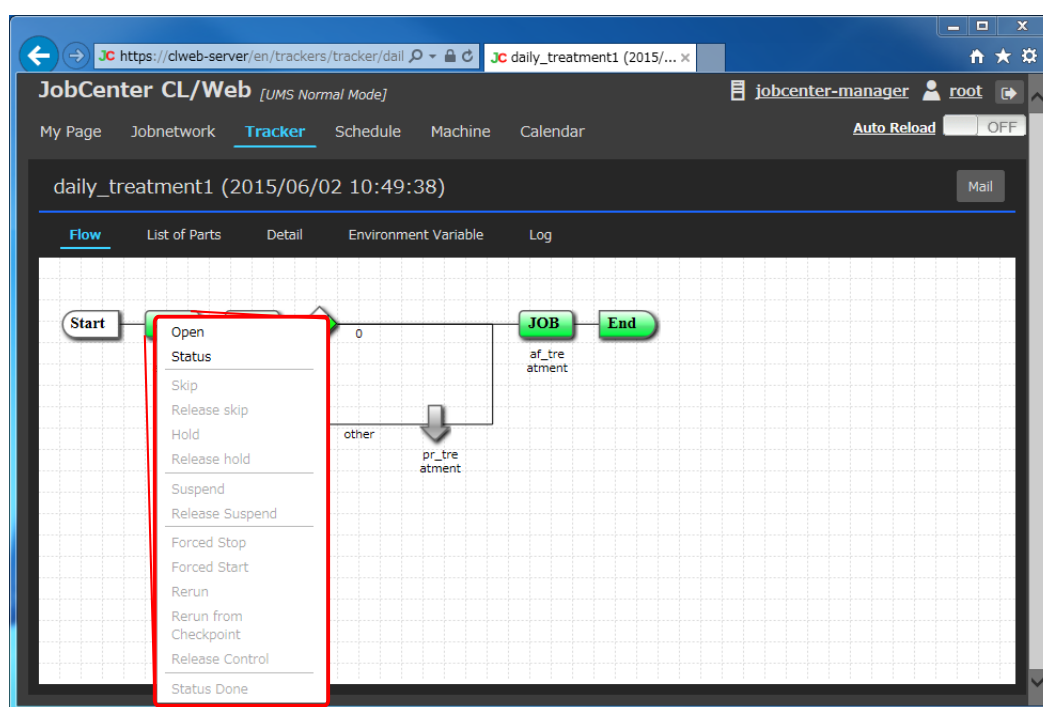 https://clweb-server/en/trackers/tracker/dail
daily_treatment1 (2015/...
JobCenter CL/Web [UMS Normal Mode]
jobcenter-manager
root
My Page
Jobnetwork
Tracker
Schedule
Machine
Calendar
Auto Reload
OFF
daily_treatment1 (2015/06/02 10:49:38)
Mail
Flow
List of Parts
Detail
Environment Variable
Log
Start
0
JOB
End
af_tre
atment
other
pr_tre
atment
Open
Status
Skip
Release skip
Hold
Release hold
Suspend
Release Suspend
Forced Stop
Forced Start
Rerun
Rerun from
Checkpoint
Release Control
Status Done